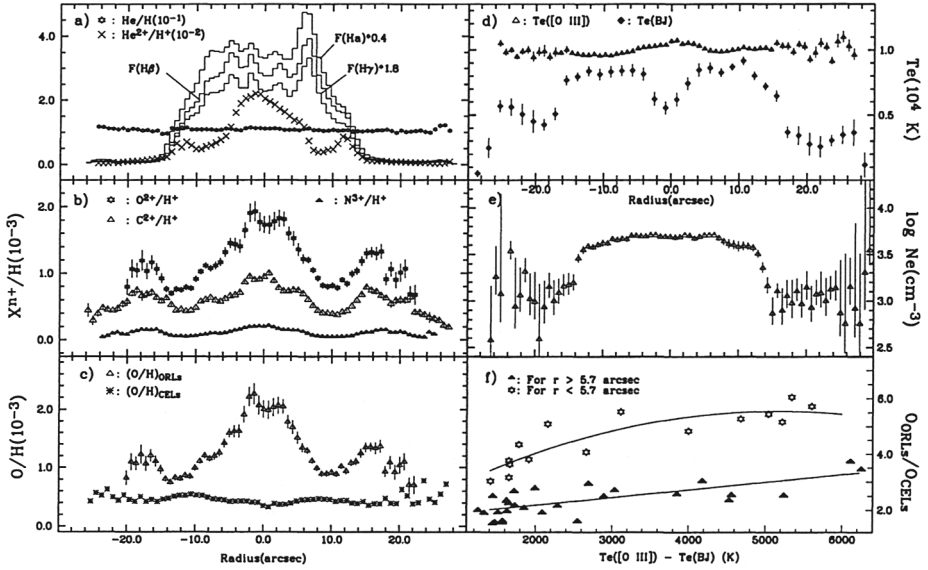 a)
✡ : He/H(10⁻¹)
× : He²⁺/H⁺(10⁻²)
F(Hβ)
F(Hα)*0.4
F(Hγ)*1.8
4.0
2.0
0.0
b)
✡ : O²⁺/H⁺
△ : C²⁺/H⁺
▲ : N³⁺/H⁺
Xⁿ⁺/H(10⁻³)
2.0
1.0
0.0
c)
△ : (O/H)ORLs
✳ : (O/H)CELs
O/H(10⁻³)
2.0
1.0
0.0
-20.0 -10.0 0.0 10.0 20.0
Radius(arcsec)
d)
△ : Te([O III])
◆ : Te(BJ)
1.0
0.5
Te(10⁴ K)
-20.0 -10.0 0.0 10.0 20.0
Radius(arcsec)
e)
3.5
3.0
2.5
log Ne(cm⁻³)
f)
▲ : For r > 5.7 arcsec
✡ : For r < 5.7 arcsec
6.0
4.0
2.0
OORLs/OCELs
2000 3000 4000 5000 6000
Te([O III]) − Te(BJ) (K)